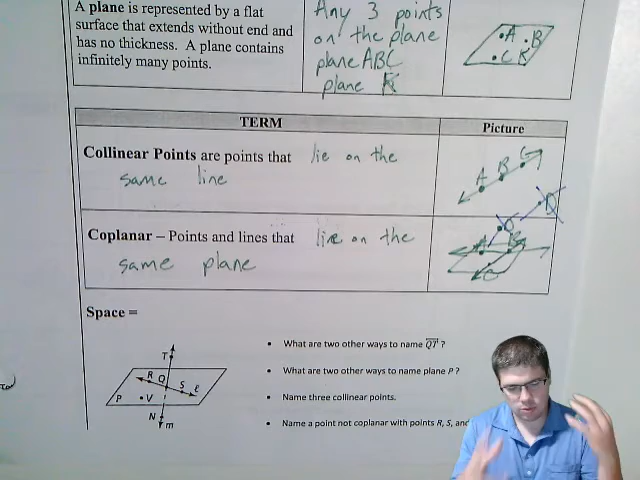 A plane is represented by a flat
surface that extends without end and
has no thickness. A plane contains
infinitely many points.
Any 3 points
on the plane
plane ABC
plane K
A
B
C K
TERM
Picture
Collinear Points are points that lie on the
same line
A B C
Coplanar – Points and lines that lie on the
same plane
A B
C
D
Space =
T
R Q
S ℓ
P V
N
m
• What are two other ways to name QT ?
• What are two other ways to name plane P ?
• Name three collinear points.
• Name a point not coplanar with points R, S, and